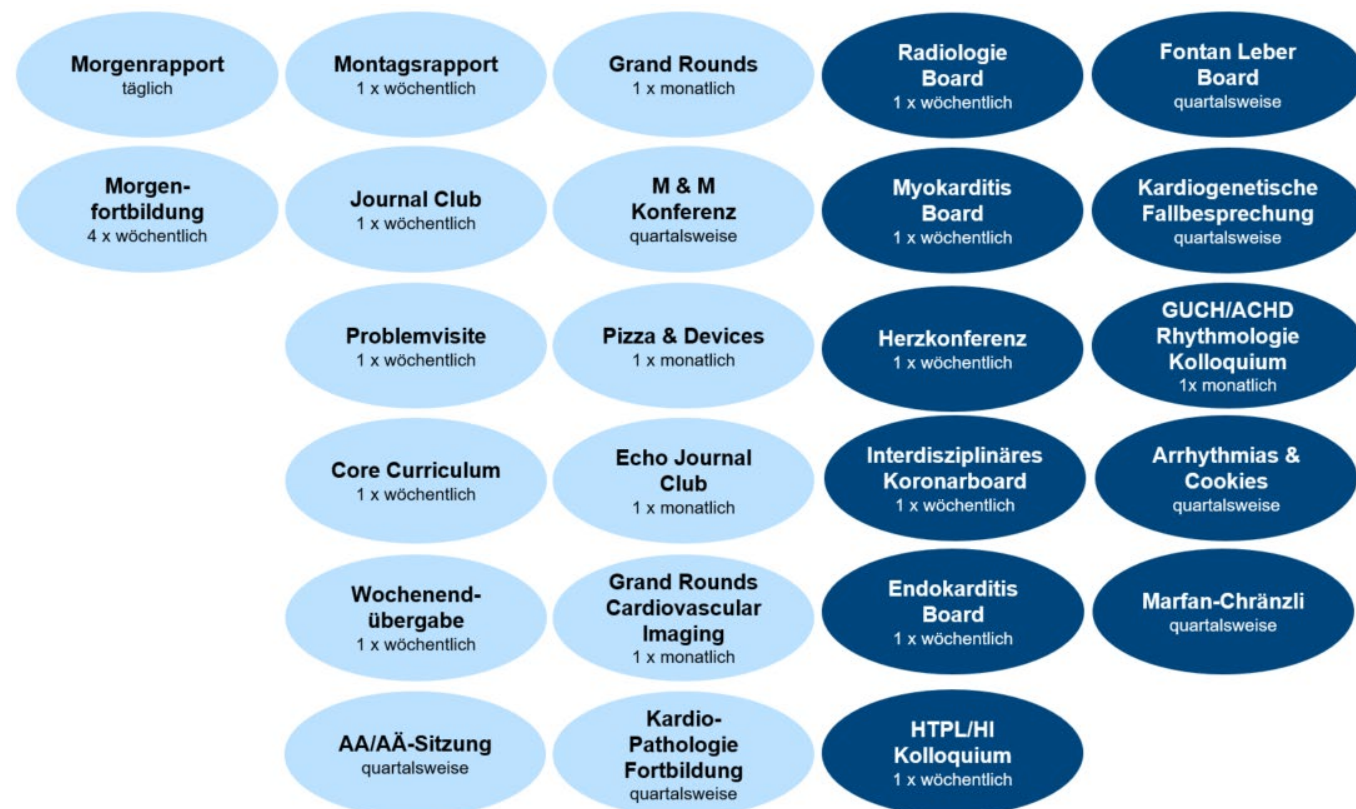 Morgenrapport
täglich
Montagsrapport
1 x wöchentlich
Grand Rounds
1 x monatlich
Radiologie
Board
1 x wöchentlich
Fontan Leber
Board
quartalsweise
Morgen-
fortbildung
4 x wöchentlich
Journal Club
1 x wöchentlich
M & M
Konferenz
quartalsweise
Myokarditis
Board
1 x wöchentlich
Kardiogenetische
Fallbesprechung
quartalsweise
Problemvisite
1 x wöchentlich
Pizza & Devices
1 x monatlich
Herzkonferenz
1 x wöchentlich
GUCH/ACHD
Rhythmologie
Kolloquium
1x monatlich
Core Curriculum
1 x wöchentlich
Echo Journal
Club
1 x monatlich
Interdisziplinäres
Koronarboard
1 x wöchentlich
Arrhythmias &
Cookies
quartalsweise
Wochenend-
übergabe
1 x wöchentlich
Grand Rounds
Cardiovascular
Imaging
1 x monatlich
Endokarditis
Board
1 x wöchentlich
Marfan-Chränzli
quartalsweise
AA/AÄ-Sitzung
quartalsweise
Kardio-
Pathologie
Fortbildung
quartalsweise
HTPL/HI
Kolloquium
1 x wöchentlich